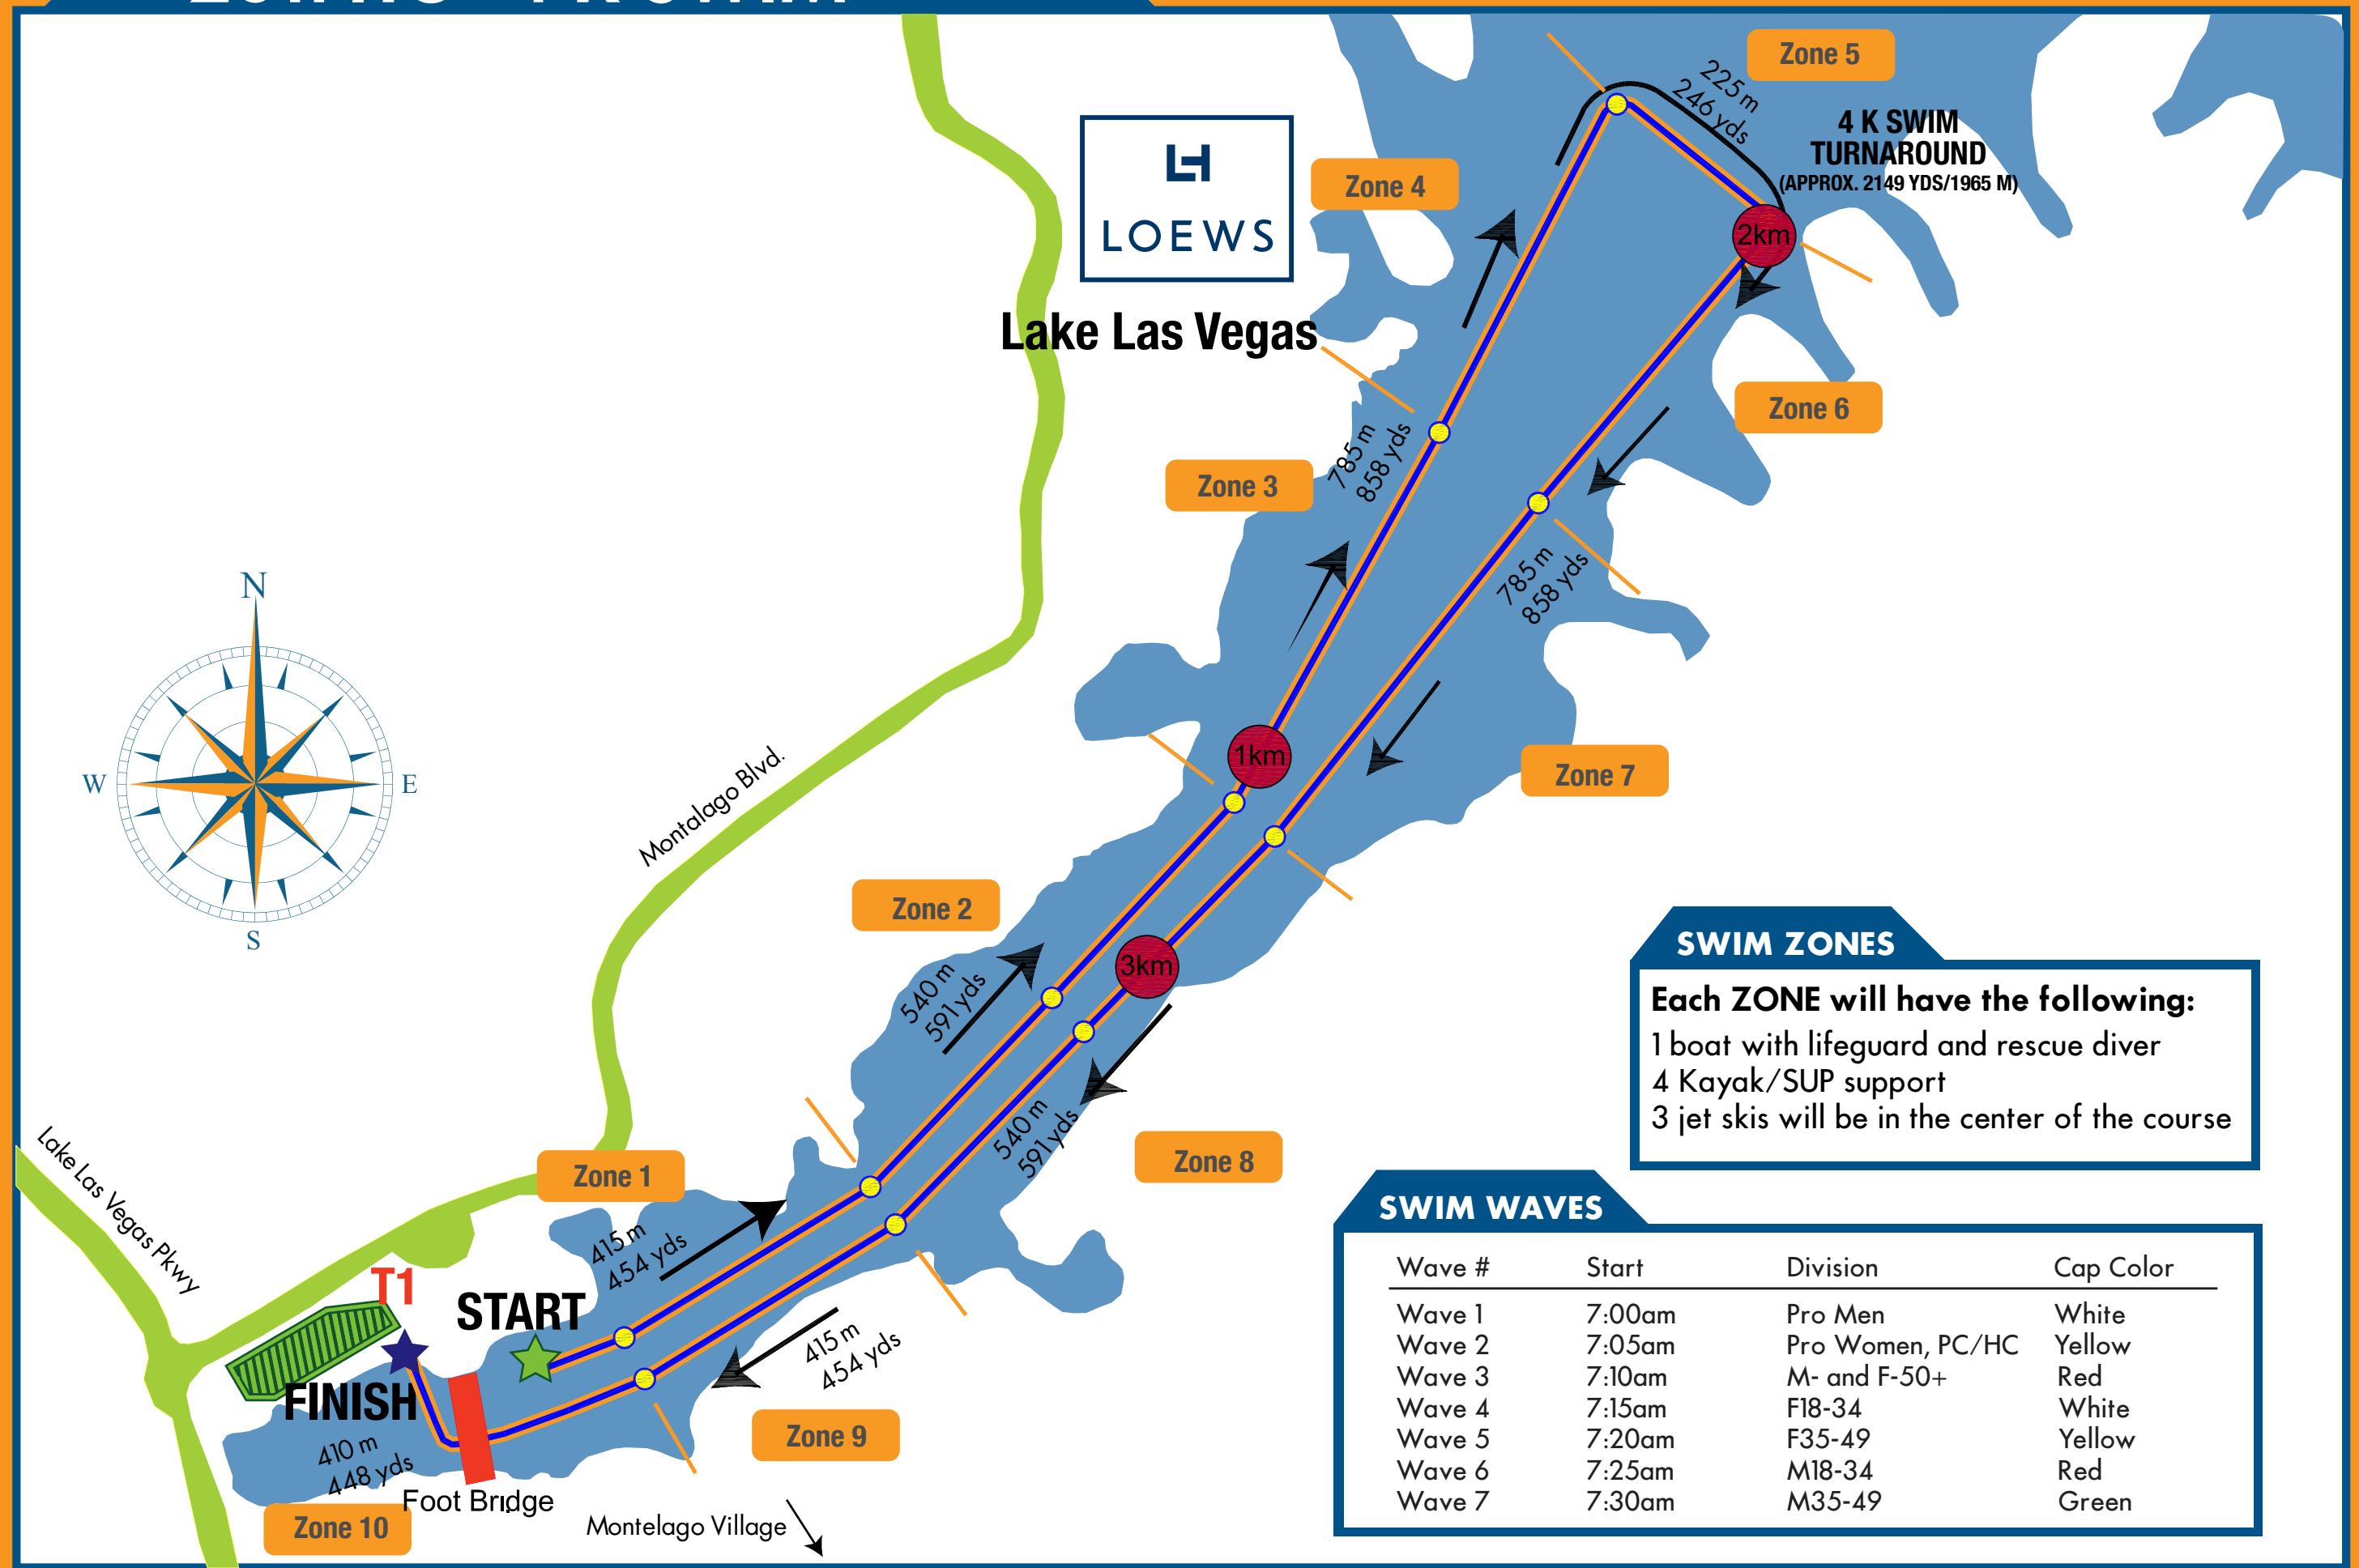 Zone 5
225 m
246 yds
4 K SWIM
TURNAROUND
(APPROX. 2149 YDS/1965 M)
Zone 4
LOEWS
2km
Lake Las Vegas
Zone 6
785 m
858 yds
Zone 3
785 m
858 yds
N
W
E
S
1km
Zone 7
Montalago Blvd.
Zone 2
3km
540 m
591 yds
540 m
591 yds
Zone 8
Zone 1
Lake Las Vegas Pkwy
415 m
454 yds
T1
START
415 m
454 yds
FINISH
410 m
448 yds
Zone 9
Foot Bridge
Zone 10
Montelago Village
SWIM ZONES
Each ZONE will have the following:
1 boat with lifeguard and rescue diver
4 Kayak/SUP support
3 jet skis will be in the center of the course
SWIM WAVES
Wave # Start Division Cap Color
Wave 1 7:00am Pro Men White
Wave 2 7:05am Pro Women, PC/HC Yellow
Wave 3 7:10am M- and F-50+ Red
Wave 4 7:15am F18-34 White
Wave 5 7:20am F35-49 Yellow
Wave 6 7:25am M18-34 Red
Wave 7 7:30am M35-49 Green